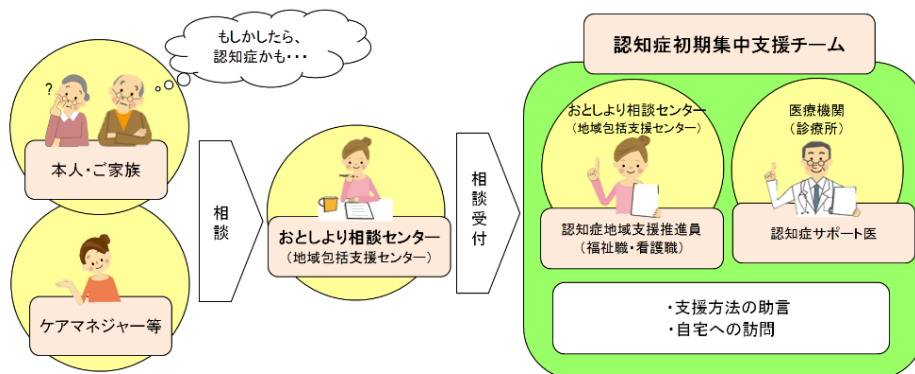 もしかしたら、
認知症かも・・・
?
本人・ご家族
ケアマネジャー等
相談
おとしより相談センター
(地域包括支援センター)
相談受付
認知症初期集中支援チーム
おとしより相談センター
(地域包括支援センター)
認知症地域支援推進員
(福祉職・看護職)
医療機関
(診療所)
認知症サポート医
・支援方法の助言
・自宅への訪問